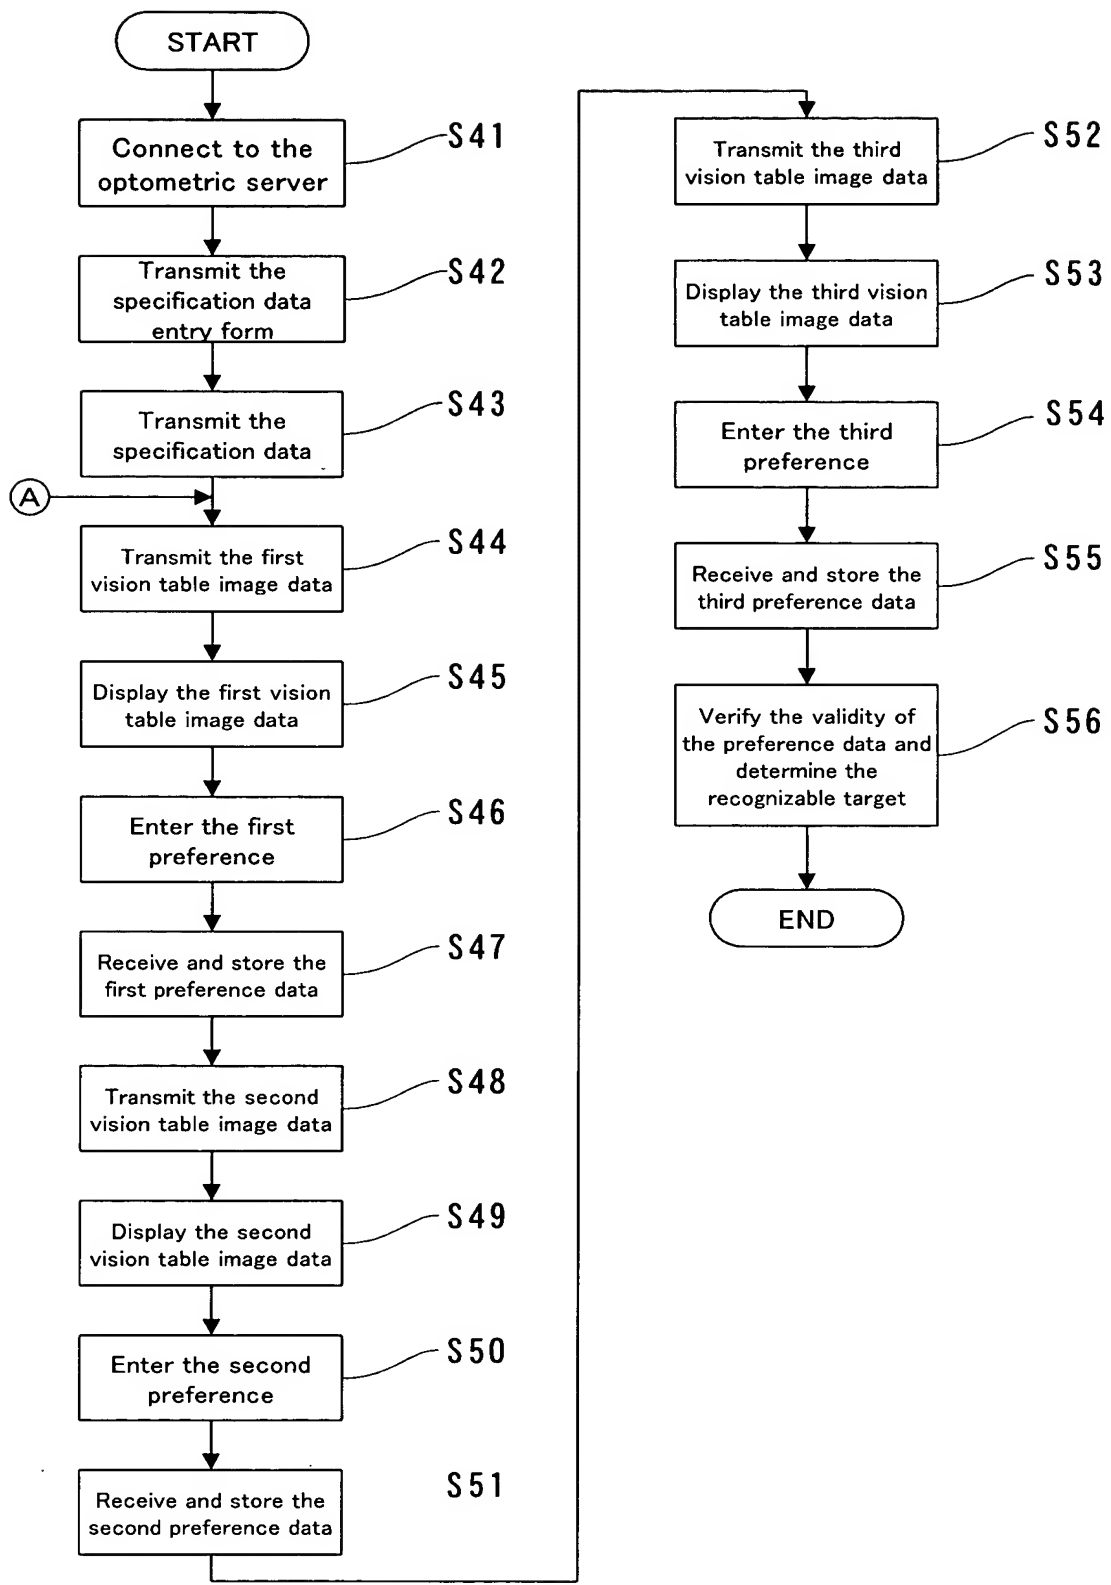 START
Connect to the
optometric server
S41
Transmit the
specification data
entry form
S42
Transmit the
specification data
S43
A
Transmit the first
vision table image data
S44
Display the first vision
table image data
S45
Enter the first
preference
S46
Receive and store the
first preference data
S47
Transmit the second
vision table image data
S48
Display the second
vision table image data
S49
Enter the second
preference
S50
Receive and store the
second preference data
S51
Transmit the third
vision table image data
S52
Display the third vision
table image data
S53
Enter the third
preference
S54
Receive and store the
third preference data
S55
Verify the validity of
the preference data and
determine the
recognizable target
S56
END